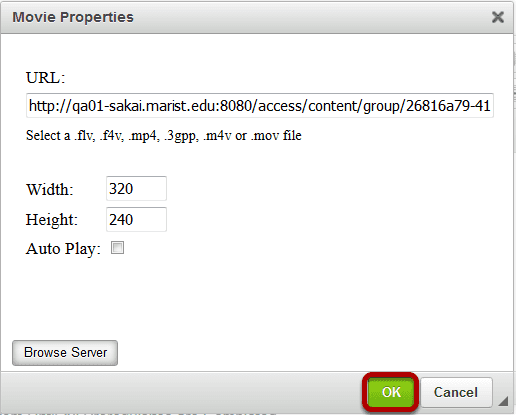 Movie Properties
URL:
http://qa01-sakai.marist.edu:8080/access/content/group/26816a79-41
Select a .flv, .f4v, .mp4, .3gpp, .m4v or .mov file
Width: 320
Height: 240
Auto Play:
Browse Server
OK Cancel